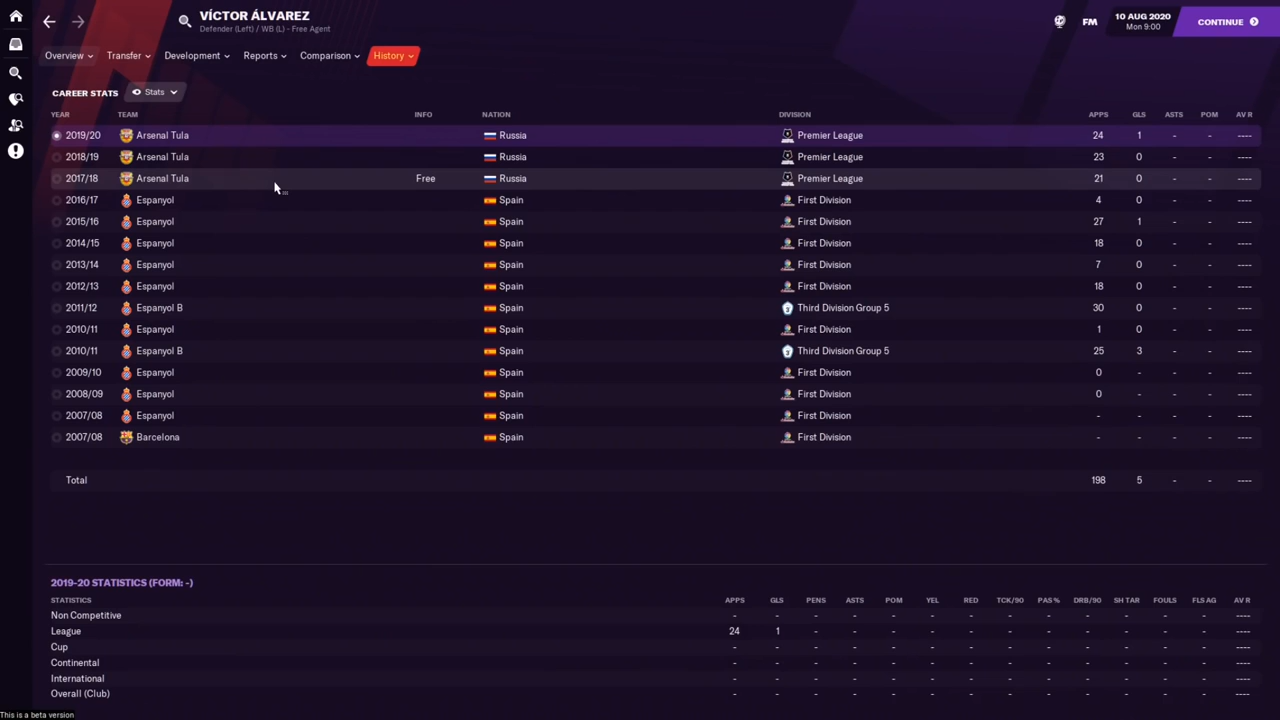 VÍCTOR ÁLVAREZ
Defender (Left) / WB (L) - Free Agent
FM
10 AUG 2020
Mon 9:00
CONTINUE
Overview Transfer Development Reports Comparison History
CAREER STATS Stats
YEAR TEAM INFO NATION DIVISION APPS GLS ASTS POM AV R
2019/20 Arsenal Tula Russia Premier League 24 1 - - ----
2018/19 Arsenal Tula Russia Premier League 23 0 - - ----
2017/18 Arsenal Tula Free Russia Premier League 21 0 - - ----
2016/17 Espanyol Spain First Division 4 0 - - ----
2015/16 Espanyol Spain First Division 27 1 - - ----
2014/15 Espanyol Spain First Division 18 0 - - ----
2013/14 Espanyol Spain First Division 7 0 - - ----
2012/13 Espanyol Spain First Division 18 0 - - ----
2011/12 Espanyol B Spain Third Division Group 5 30 0 - - ----
2010/11 Espanyol Spain First Division 1 0 - - ----
2010/11 Espanyol B Spain Third Division Group 5 25 3 - - ----
2009/10 Espanyol Spain First Division 0 - - - ----
2008/09 Espanyol Spain First Division 0 - - - ----
2007/08 Espanyol Spain First Division - - - - ----
2007/08 Barcelona Spain First Division - - - - ----
Total 198 5 - - ----
2019-20 STATISTICS (FORM: -)
STATISTICS APPS GLS PENS ASTS POM YEL RED TCK/90 PAS % DRB/90 SH TAR FOULS FLS AG AV R
Non Competitive - - - - - - - - - - - - - ----
League 24 1 - - - - - - - - - - - ----
Cup - - - - - - - - - - - - - ----
Continental - - - - - - - - - - - - - ----
International - - - - - - - - - - - - - ----
Overall (Club) - - - - - - - - - - - - - ----
This is a beta version